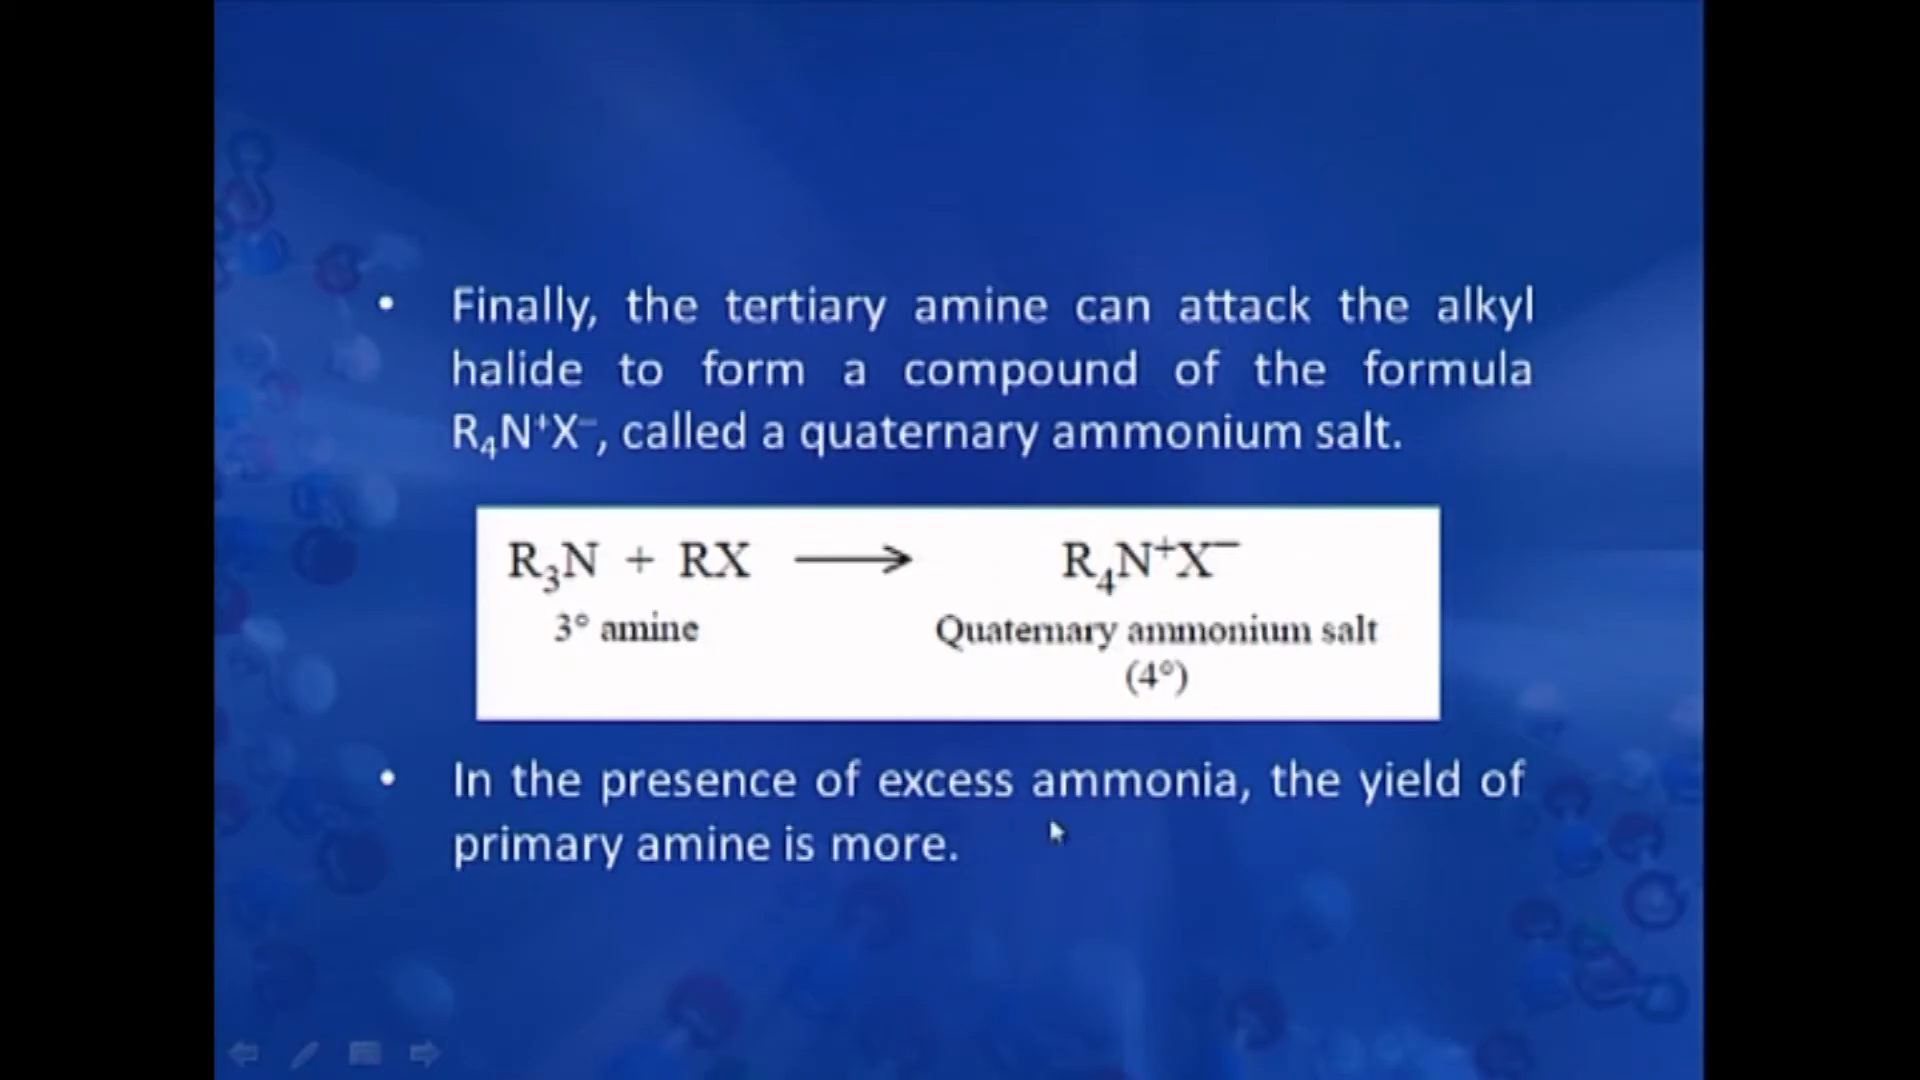 • Finally, the tertiary amine can attack the alkyl
halide to form a compound of the formula
R₄N⁺X⁻, called a quaternary ammonium salt.
R₃N + RX ⟶ R₄N⁺X⁻
3° amine Quaternary ammonium salt
(4°)
• In the presence of excess ammonia, the yield of
primary amine is more.